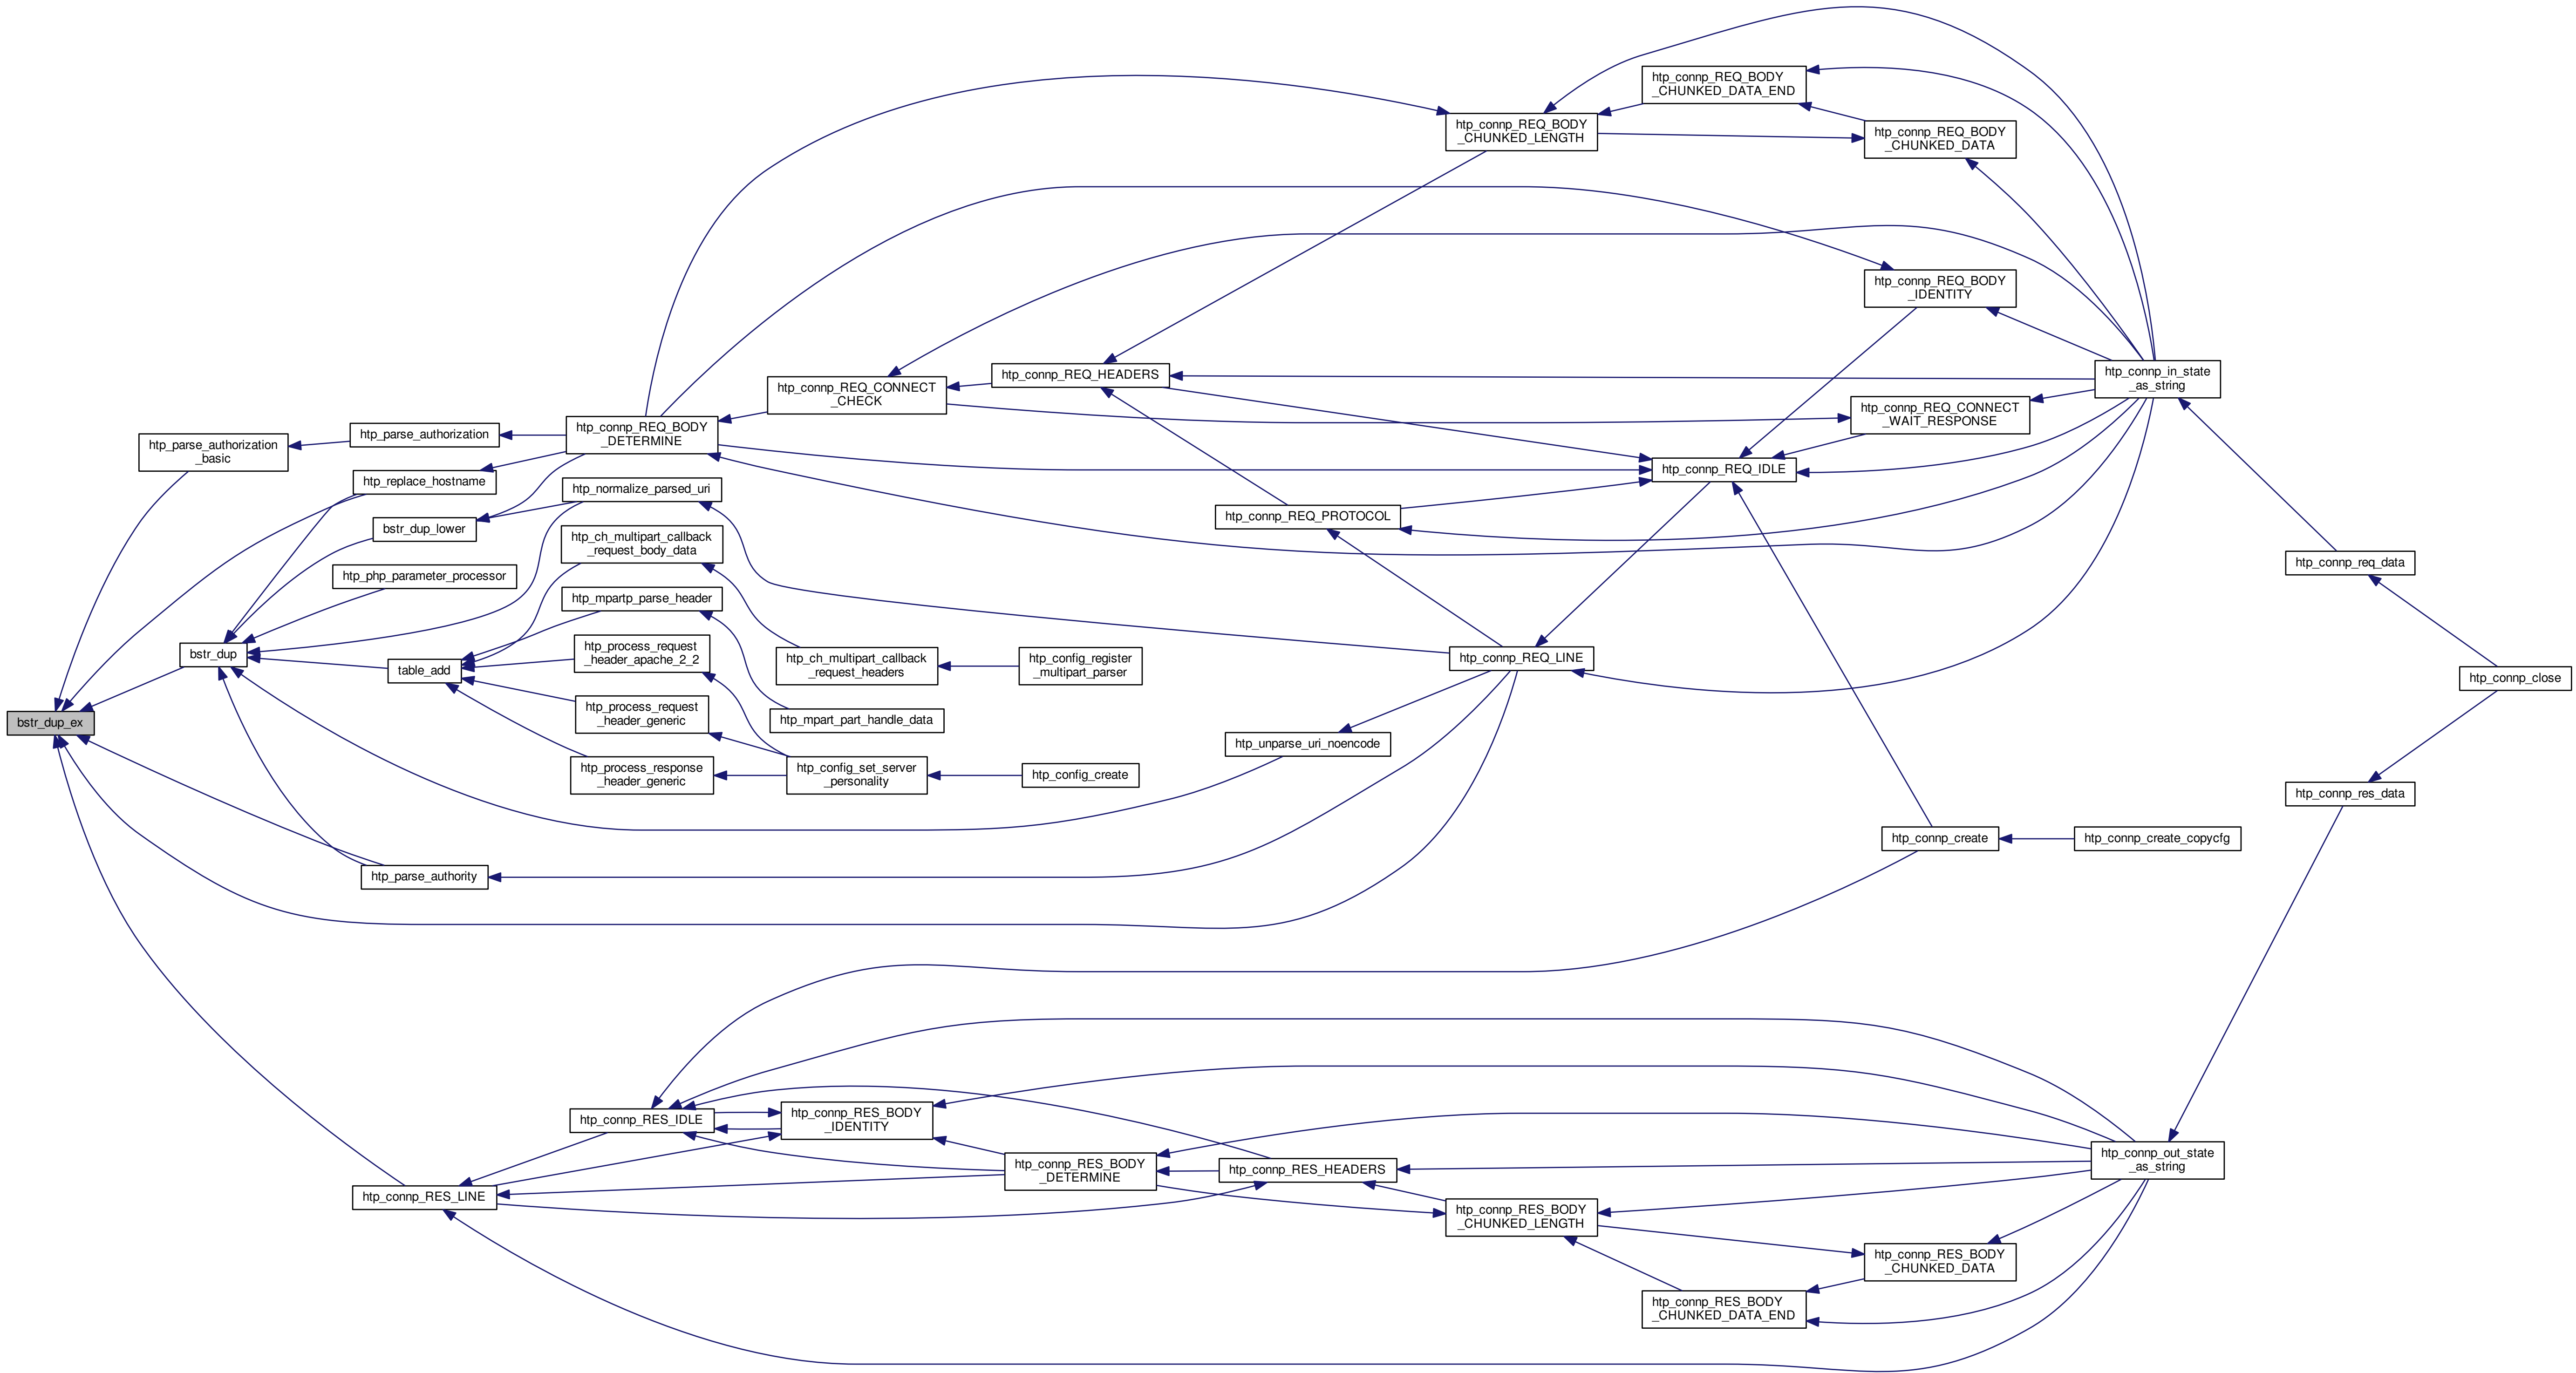 bstr_dup_ex
htp_parse_authorization
_basic
bstr_dup
htp_parse_authorization
htp_replace_hostname
bstr_dup_lower
htp_php_parameter_processor
table_add
htp_parse_authority
htp_connp_RES_LINE
htp_connp_REQ_BODY
_DETERMINE
htp_normalize_parsed_uri
htp_ch_multipart_callback
_request_body_data
htp_mpartp_parse_header
htp_process_request
_header_apache_2_2
htp_process_request
_header_generic
htp_process_response
_header_generic
htp_connp_RES_IDLE
htp_connp_REQ_CONNECT
_CHECK
htp_ch_multipart_callback
_request_headers
htp_mpart_part_handle_data
htp_config_set_server
_personality
htp_connp_RES_BODY
_IDENTITY
htp_connp_REQ_HEADERS
htp_config_register
_multipart_parser
htp_config_create
htp_connp_RES_BODY
_DETERMINE
htp_connp_REQ_PROTOCOL
htp_unparse_uri_noencode
htp_connp_RES_HEADERS
htp_connp_REQ_BODY
_CHUNKED_LENGTH
htp_connp_REQ_LINE
htp_connp_RES_BODY
_CHUNKED_LENGTH
htp_connp_REQ_BODY
_CHUNKED_DATA_END
htp_connp_REQ_IDLE
htp_connp_RES_BODY
_CHUNKED_DATA_END
htp_connp_REQ_BODY
_CHUNKED_DATA
htp_connp_REQ_BODY
_IDENTITY
htp_connp_REQ_CONNECT
_WAIT_RESPONSE
htp_connp_create
htp_connp_RES_BODY
_CHUNKED_DATA
htp_connp_in_state
_as_string
htp_connp_create_copycfg
htp_connp_out_state
_as_string
htp_connp_req_data
htp_connp_res_data
htp_connp_close